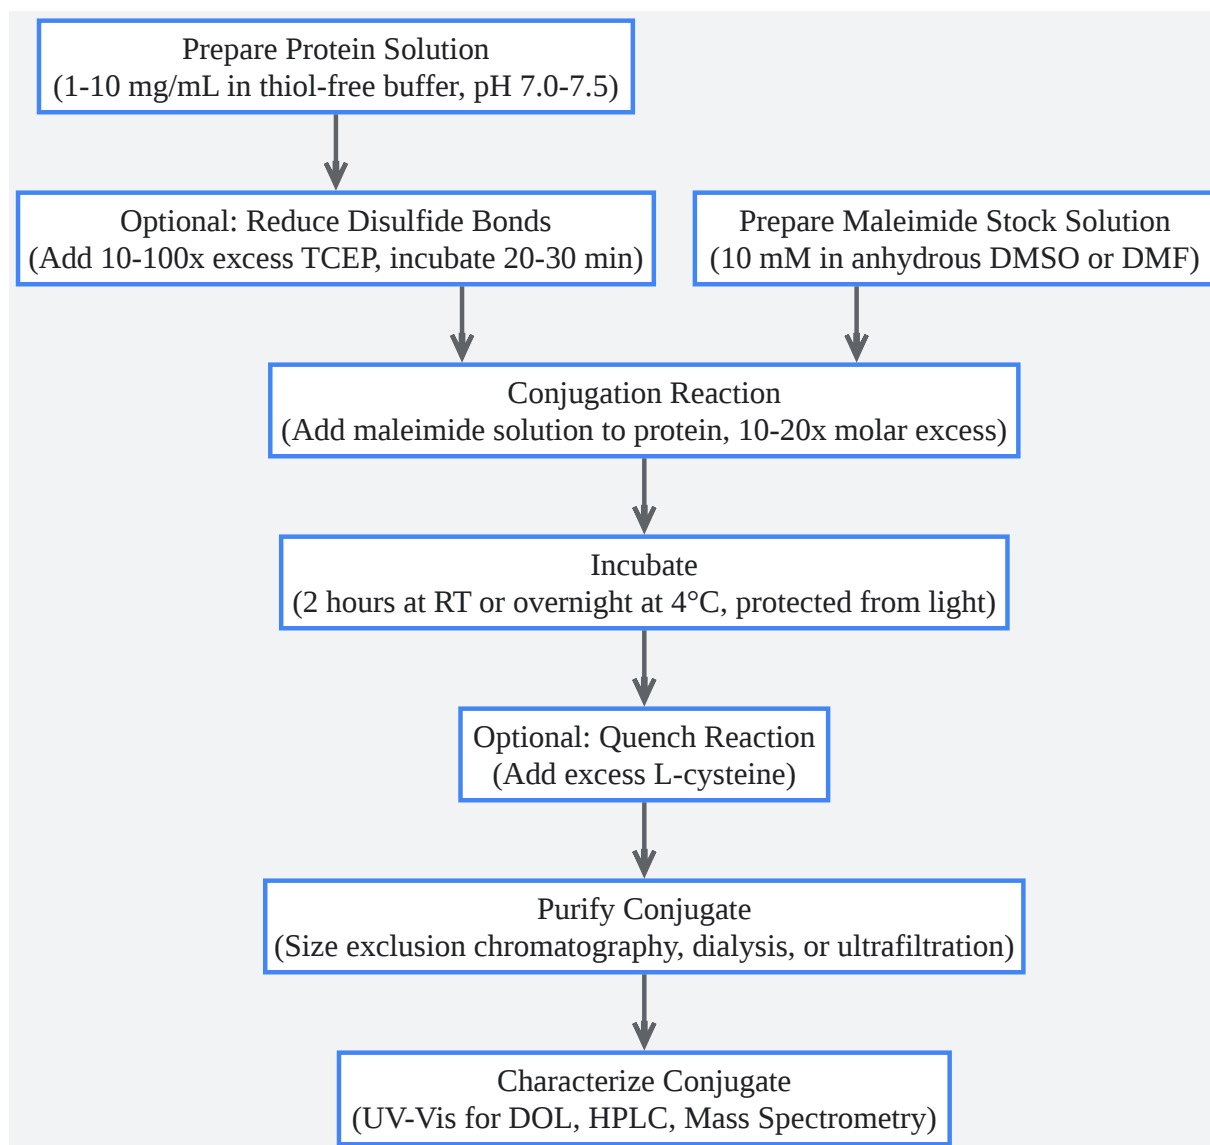 Prepare Protein Solution
(1-10 mg/mL in thiol-free buffer, pH 7.0-7.5)
Optional: Reduce Disulfide Bonds
(Add 10-100x excess TCEP, incubate 20-30 min)
Prepare Maleimide Stock Solution
(10 mM in anhydrous DMSO or DMF)
Conjugation Reaction
(Add maleimide solution to protein, 10-20x molar excess)
Incubate
(2 hours at RT or overnight at 4°C, protected from light)
Optional: Quench Reaction
(Add excess L-cysteine)
Purify Conjugate
(Size exclusion chromatography, dialysis, or ultrafiltration)
Characterize Conjugate
(UV-Vis for DOL, HPLC, Mass Spectrometry)